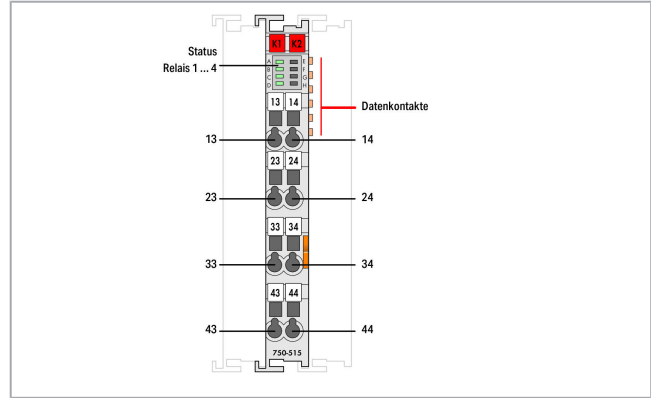 K1 K2
Status
Relais 1 ... 4
A E
B F
C G
D H
13 14
Datenkontakte
13 14
23 24
23 24
33 34
33 34
43 44
43 44
750-515